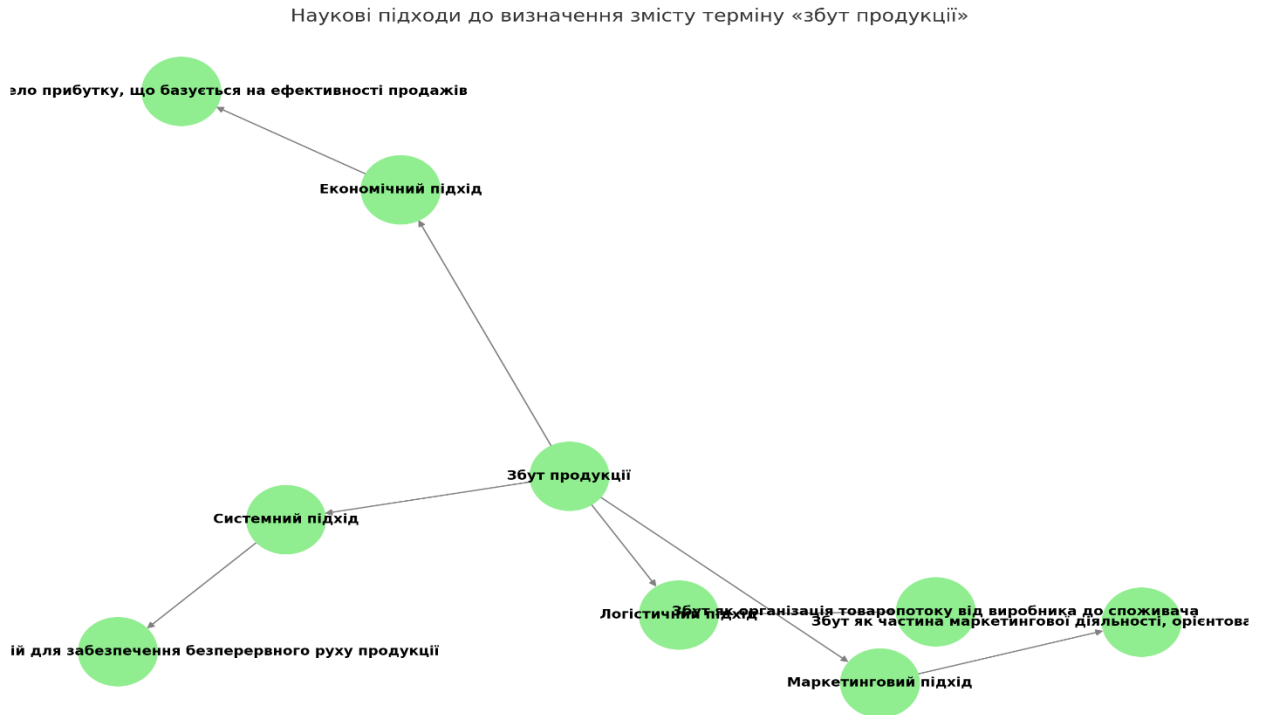 Наукові підходи до визначення змісту терміну «збут продукції»
ело прибутку, що базується на ефективності продажів
Економічний підхід
Збут продукції
Системний підхід
Логістичний підхід
Збут як організація товаропотоку від виробника до споживача
Збут як частина маркетингової діяльності, орієнтова
ій для забезпечення безперервного руху продукції
Маркетинговий підхід